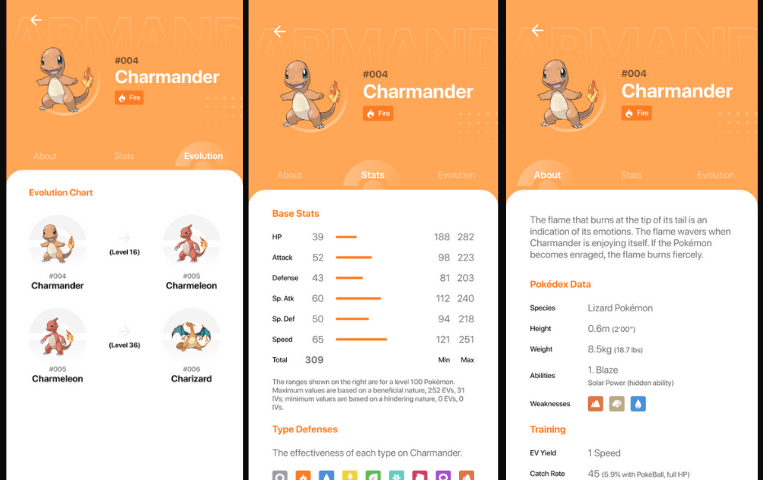 ARMAND
#004
Charmander
Fire
About Stats Evolution
Evolution Chart
(Level 16)
#004 #005
Charmander Charmeleon
(Level 36)
#005 #006
Charmeleon Charizard
ARMAND
#004
Charmander
Fire
About Stats Evolution
Base Stats
HP 39 188 282
Attack 52 98 223
Defense 43 81 203
Sp. Atk 60 112 240
Sp. Def 50 94 218
Speed 65 121 251
Total 309 Min Max
The ranges shown on the right are for a level 100 Pokémon.
Maximum values are based on a beneficial nature, 252 EVs, 31
IVs; minimum values are based on a hindering nature, 0 EVs, 0
IVs.
Type Defenses
The effectiveness of each type on Charmander.
ARMAND
#004
Charmander
Fire
About Stats Evolution
The flame that burns at the tip of its tail is an
indication of its emotions. The flame wavers when
Charmander is enjoying itself. If the Pokémon
becomes enraged, the flame burns fiercely.
Pokédex Data
Species Lizard Pokémon
Height 0.6m (2'00")
Weight 8.5kg (18.7 lbs)
Abilities 1. Blaze
Solar Power (hidden ability)
Weaknesses
Training
EV Yield 1 Speed
Catch Rate 45 (5.9% with PokéBall, full HP)